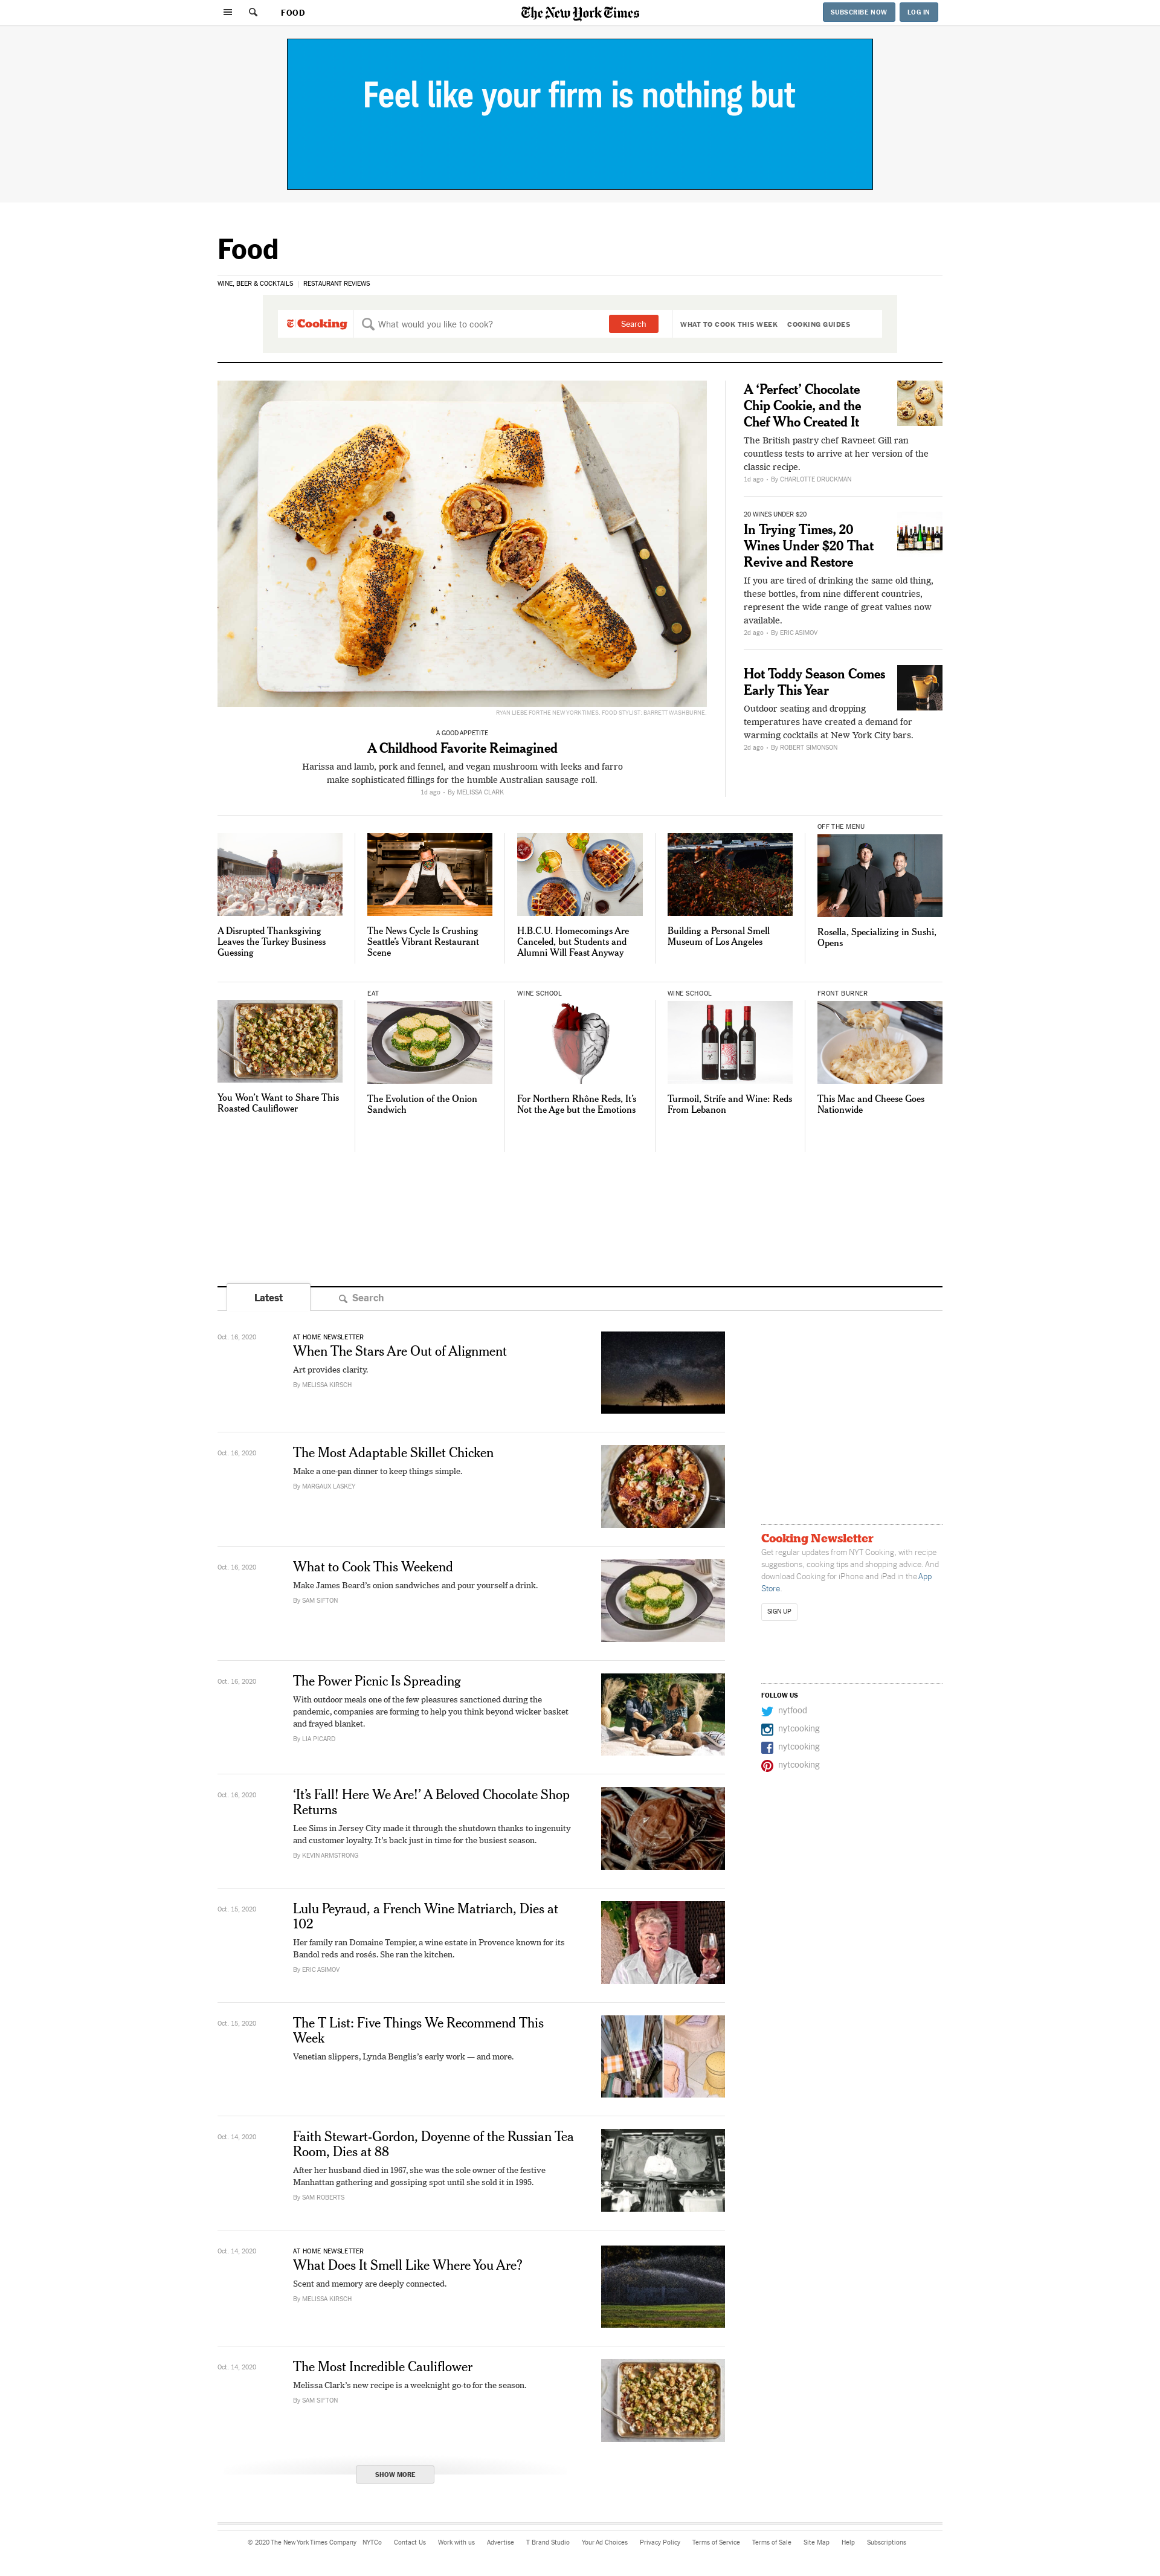 FOOD
The New York Times
SUBSCRIBE NOW
LOG IN
Feel like your firm is nothing but
Food
WINE, BEER & COCKTAILS | RESTAURANT REVIEWS
Cooking
What would you like to cook?
Search
WHAT TO COOK THIS WEEK
COOKING GUIDES
RYAN LIEBE FOR THE NEW YORK TIMES. FOOD STYLIST: BARRETT WASHBURNE.
A GOOD APPETITE
A Childhood Favorite Reimagined
Harissa and lamb, pork and fennel, and vegan mushroom with leeks and farro
make sophisticated fillings for the humble Australian sausage roll.
1d ago • By MELISSA CLARK
A ‘Perfect’ Chocolate
Chip Cookie, and the
Chef Who Created It
The British pastry chef Ravneet Gill ran
countless tests to arrive at her version of the
classic recipe.
1d ago • By CHARLOTTE DRUCKMAN
20 WINES UNDER $20
In Trying Times, 20
Wines Under $20 That
Revive and Restore
If you are tired of drinking the same old thing,
these bottles, from nine different countries,
represent the wide range of great values now
available.
2d ago • By ERIC ASIMOV
Hot Toddy Season Comes
Early This Year
Outdoor seating and dropping
temperatures have created a demand for
warming cocktails at New York City bars.
2d ago • By ROBERT SIMONSON
A Disrupted Thanksgiving
Leaves the Turkey Business
Guessing
The News Cycle Is Crushing
Seattle’s Vibrant Restaurant
Scene
H.B.C.U. Homecomings Are
Canceled, but Students and
Alumni Will Feast Anyway
Building a Personal Smell
Museum of Los Angeles
OFF THE MENU
Rosella, Specializing in Sushi,
Opens
You Won’t Want to Share This
Roasted Cauliflower
EAT
The Evolution of the Onion
Sandwich
WINE SCHOOL
For Northern Rhône Reds, It’s
Not the Age but the Emotions
WINE SCHOOL
Turmoil, Strife and Wine: Reds
From Lebanon
FRONT BURNER
This Mac and Cheese Goes
Nationwide
Latest
Search
Oct. 16, 2020
AT HOME NEWSLETTER
When The Stars Are Out of Alignment
Art provides clarity.
By MELISSA KIRSCH
Oct. 16, 2020
The Most Adaptable Skillet Chicken
Make a one-pan dinner to keep things simple.
By MARGAUX LASKEY
Oct. 16, 2020
What to Cook This Weekend
Make James Beard’s onion sandwiches and pour yourself a drink.
By SAM SIFTON
Oct. 16, 2020
The Power Picnic Is Spreading
With outdoor meals one of the few pleasures sanctioned during the
pandemic, companies are forming to help you think beyond wicker basket
and frayed blanket.
By LIA PICARD
Oct. 16, 2020
‘It’s Fall! Here We Are!’ A Beloved Chocolate Shop
Returns
Lee Sims in Jersey City made it through the shutdown thanks to ingenuity
and customer loyalty. It’s back just in time for the busiest season.
By KEVIN ARMSTRONG
Oct. 15, 2020
Lulu Peyraud, a French Wine Matriarch, Dies at
102
Her family ran Domaine Tempier, a wine estate in Provence known for its
Bandol reds and rosés. She ran the kitchen.
By ERIC ASIMOV
Oct. 15, 2020
The T List: Five Things We Recommend This
Week
Venetian slippers, Lynda Benglis’s early work — and more.
Oct. 14, 2020
Faith Stewart-Gordon, Doyenne of the Russian Tea
Room, Dies at 88
After her husband died in 1967, she was the sole owner of the festive
Manhattan gathering and gossiping spot until she sold it in 1995.
By SAM ROBERTS
Oct. 14, 2020
AT HOME NEWSLETTER
What Does It Smell Like Where You Are?
Scent and memory are deeply connected.
By MELISSA KIRSCH
Oct. 14, 2020
The Most Incredible Cauliflower
Melissa Clark’s new recipe is a weeknight go-to for the season.
By SAM SIFTON
SHOW MORE
Cooking Newsletter
Get regular updates from NYT Cooking, with recipe
suggestions, cooking tips and shopping advice. And
download Cooking for iPhone and iPad in the App
Store.
SIGN UP
FOLLOW US
nytfood
nytcooking
nytcooking
nytcooking
© 2020 The New York Times Company NYTCo Contact Us Work with us Advertise T Brand Studio Your Ad Choices Privacy Policy Terms of Service Terms of Sale Site Map Help Subscriptions